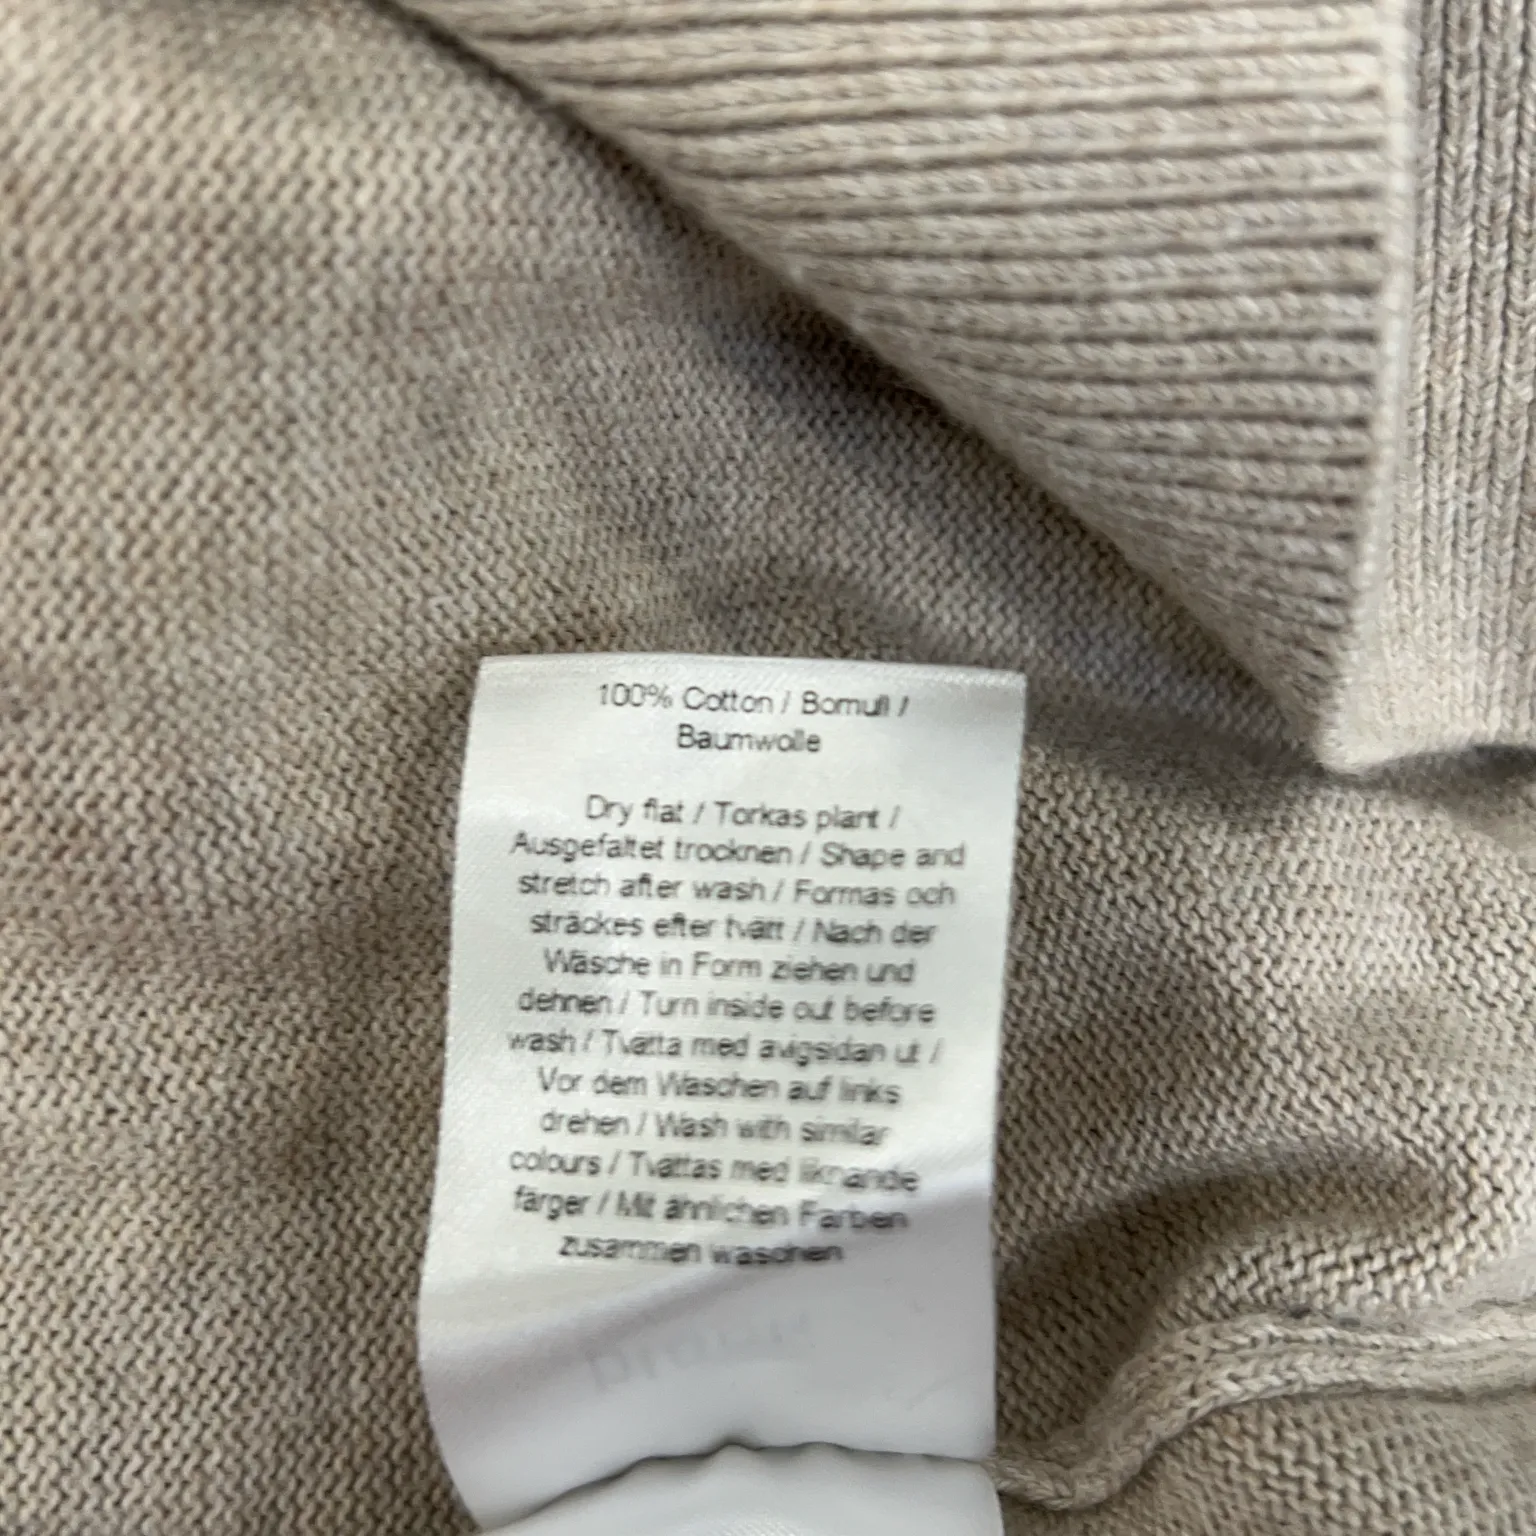 100% Cotton / Bomull /
Baumwolle
Dry flat / Torkas plant /
Ausgefaltet trocknen / Shape and
stretch after wash / Formas och
sträckes efter tvätt / Nach der
Wäsche in Form ziehen und
dehnen / Turn inside out before
wash / Tvätta med avigsidan ut /
Vor dem Waschen auf links
drehen / Wash with similar
colours / Tvättas med liknande
färger / Mit ähnlichen Farben
zusammen waschen